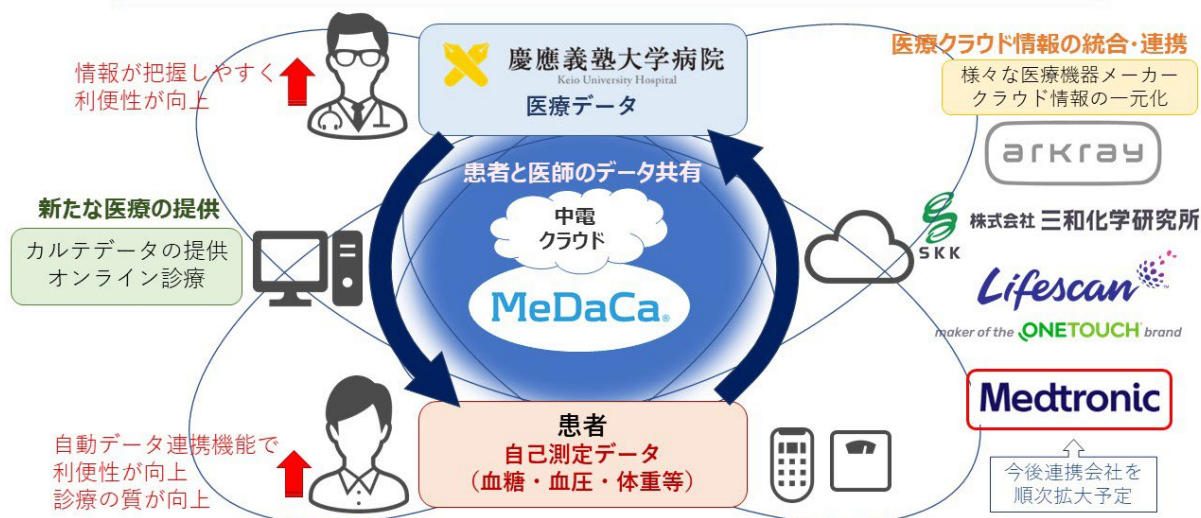 慶應義塾大学病院
Keio University Hospital
医療データ
情報が把握しやすく
利便性が向上
医療クラウド情報の統合・連携
様々な医療機器メーカー
クラウド情報の一元化
arkray
SKK
株式会社 三和化学研究所
Lifescan™
maker of the ONETOUCH® brand
Medtronic
今後連携会社を
順次拡大予定
患者と医師のデータ共有
中電
クラウド
MeDaCa®
新たな医療の提供
カルテデータの提供
オンライン診療
自動データ連携機能で
利便性が向上
診療の質が向上
患者
自己測定データ
(血糖・血圧・体重等)